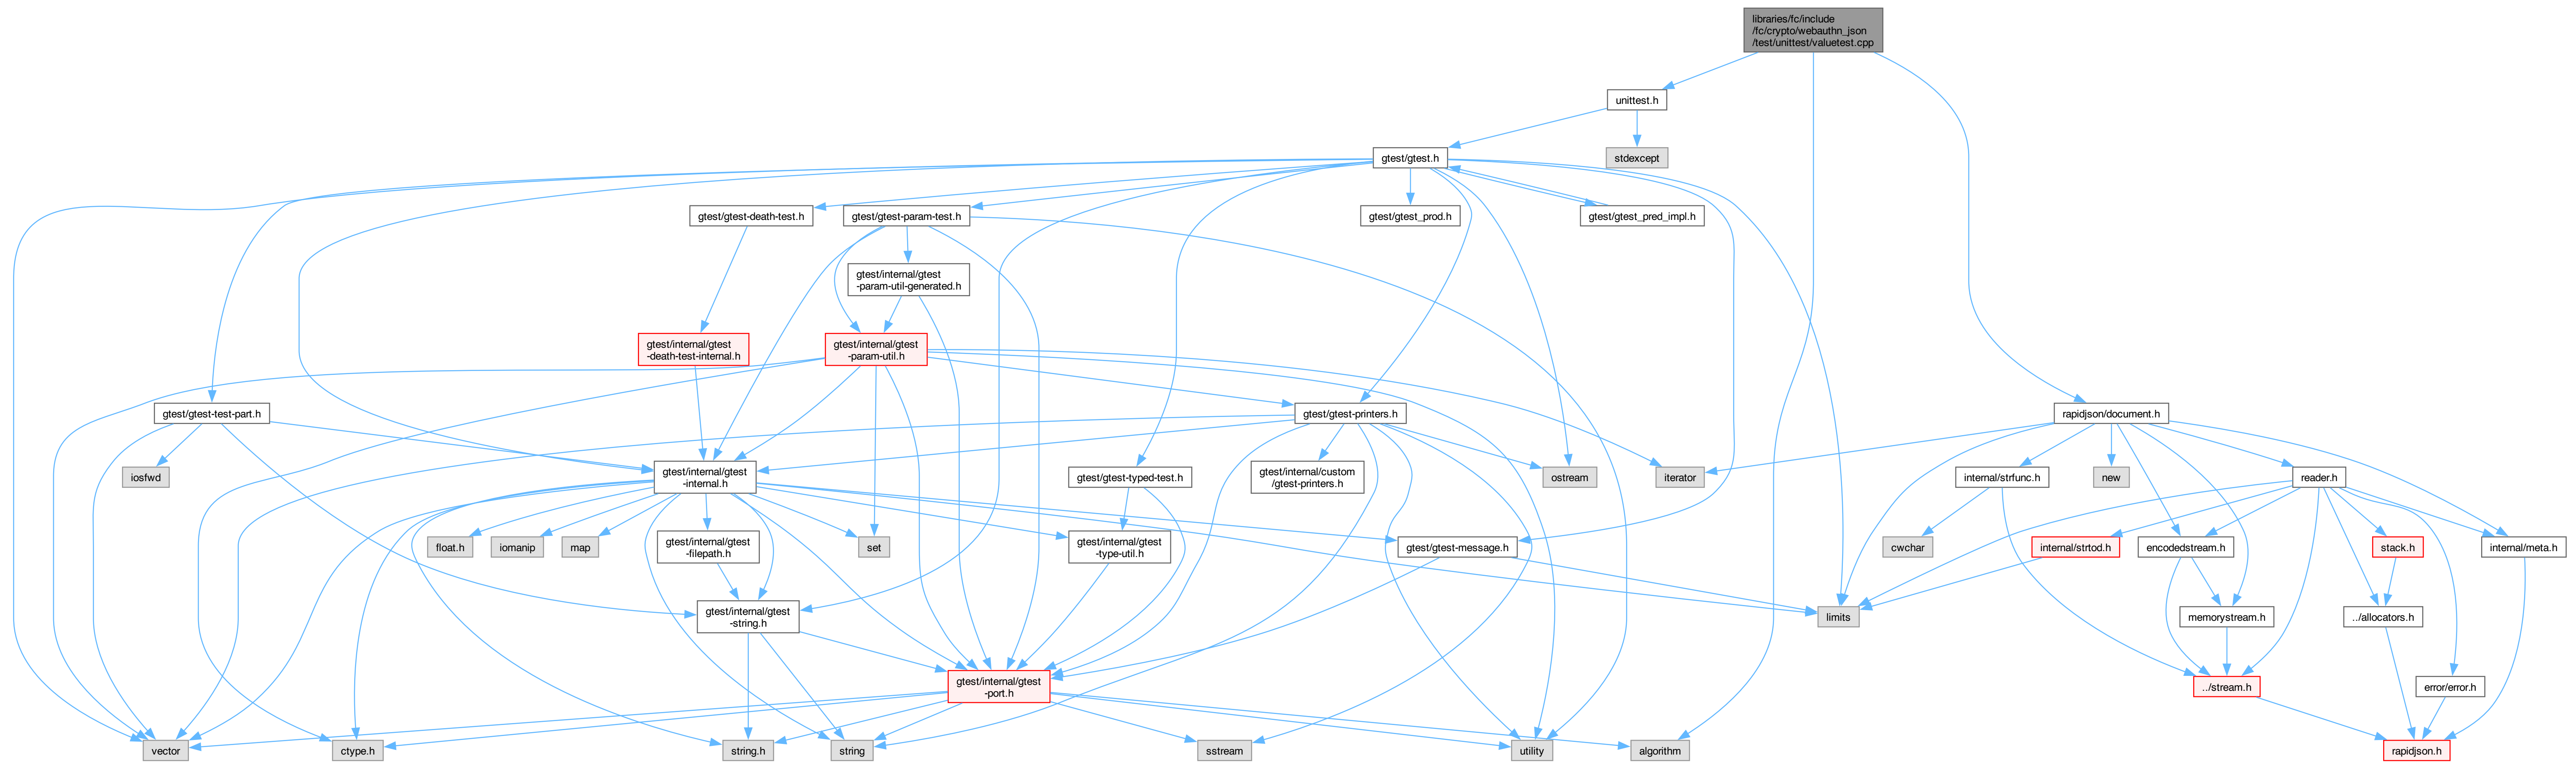 libraries/fc/include
/fc/crypto/webauthn_json
/test/unittest/valuetest.cpp
unittest.h
gtest/gtest.h
stdexcept
gtest/gtest-death-test.h
gtest/gtest-param-test.h
gtest/gtest_prod.h
gtest/gtest_pred_impl.h
gtest/internal/gtest
-param-util-generated.h
gtest/internal/gtest
-death-test-internal.h
gtest/internal/gtest
-param-util.h
gtest/gtest-test-part.h
gtest/gtest-printers.h
rapidjson/document.h
iosfwd
gtest/internal/gtest
-internal.h
gtest/gtest-typed-test.h
gtest/internal/custom
/gtest-printers.h
ostream
iterator
internal/strfunc.h
new
reader.h
float.h
iomanip
map
gtest/internal/gtest
-filepath.h
set
gtest/internal/gtest
-type-util.h
gtest/gtest-message.h
cwchar
internal/strtod.h
encodedstream.h
stack.h
internal/meta.h
gtest/internal/gtest
-string.h
limits
memorystream.h
../allocators.h
gtest/internal/gtest
-port.h
../stream.h
error/error.h
vector
ctype.h
string.h
string
sstream
utility
algorithm
rapidjson.h